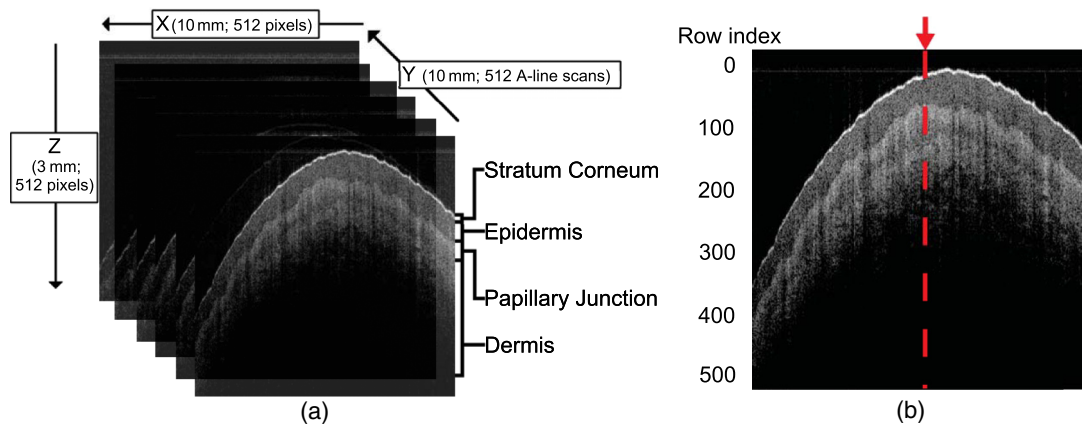 X (10 mm; 512 pixels)
Y (10 mm; 512 A-line scans)
Z
(3 mm;
512 pixels)
Stratum Corneum
Epidermis
Papillary Junction
Dermis
(a)
Row index
0
100
200
300
400
500
(b)